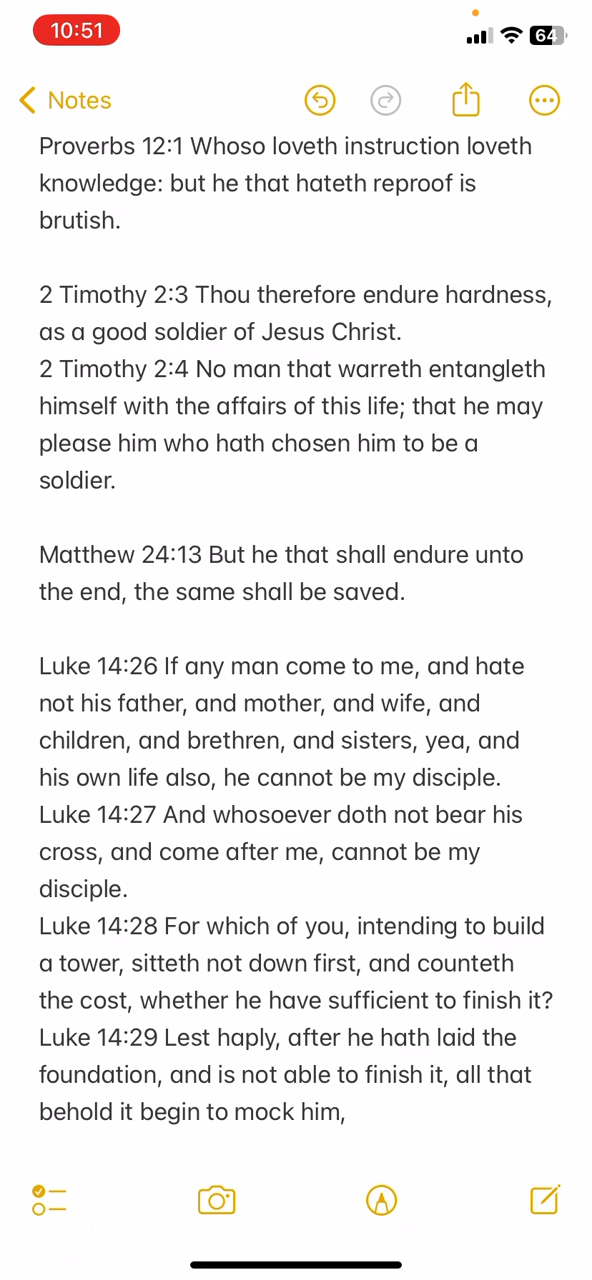 10:51
64
Notes
Proverbs 12:1 Whoso loveth instruction loveth
knowledge: but he that hateth reproof is
brutish.
2 Timothy 2:3 Thou therefore endure hardness,
as a good soldier of Jesus Christ.
2 Timothy 2:4 No man that warreth entangleth
himself with the affairs of this life; that he may
please him who hath chosen him to be a
soldier.
Matthew 24:13 But he that shall endure unto
the end, the same shall be saved.
Luke 14:26 If any man come to me, and hate
not his father, and mother, and wife, and
children, and brethren, and sisters, yea, and
his own life also, he cannot be my disciple.
Luke 14:27 And whosoever doth not bear his
cross, and come after me, cannot be my
disciple.
Luke 14:28 For which of you, intending to build
a tower, sitteth not down first, and counteth
the cost, whether he have sufficient to finish it?
Luke 14:29 Lest haply, after he hath laid the
foundation, and is not able to finish it, all that
behold it begin to mock him,